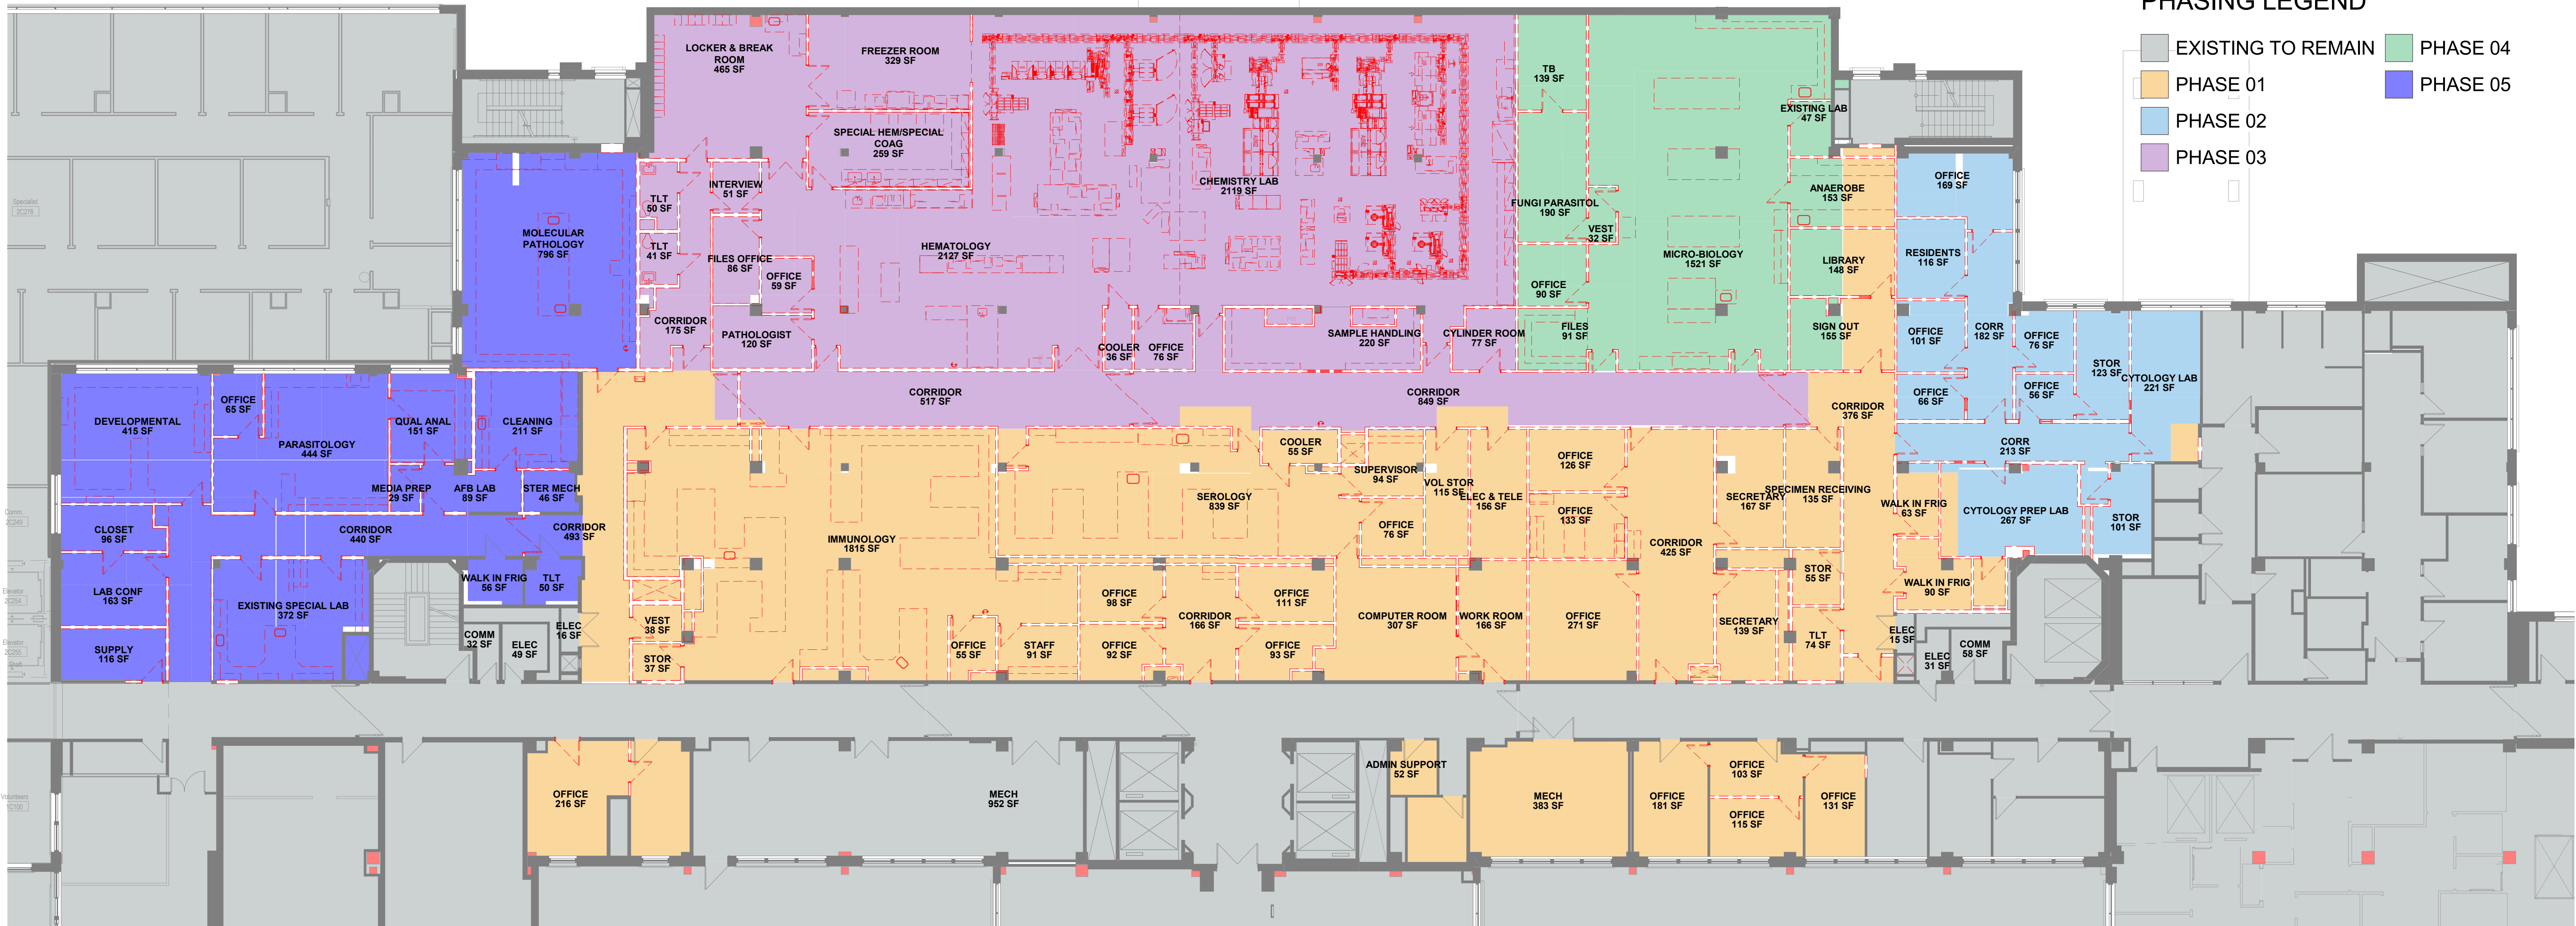 PHASING LEGEND
EXISTING TO REMAIN
PHASE 04
PHASE 01
PHASE 05
PHASE 02
PHASE 03
LOCKER & BREAK
ROOM
465 SF
FREEZER ROOM
329 SF
SPECIAL HEM/SPECIAL
COAG
259 SF
CHEMISTRY LAB
2119 SF
TB
139 SF
EXISTING LAB
47 SF
INTERVIEW
51 SF
TLT
50 SF
TLT
41 SF
FILES OFFICE
86 SF
OFFICE
59 SF
HEMATOLOGY
2127 SF
FUNGI PARASITOL
190 SF
VEST
32 SF
MICRO-BIOLOGY
1521 SF
ANAEROBE
153 SF
LIBRARY
148 SF
OFFICE
169 SF
RESIDENTS
116 SF
Specialist
2C278
MOLECULAR
PATHOLOGY
796 SF
CORRIDOR
175 SF
PATHOLOGIST
120 SF
COOLER
36 SF
OFFICE
76 SF
SAMPLE HANDLING
220 SF
CYLINDER ROOM
77 SF
OFFICE
90 SF
FILES
91 SF
SIGN OUT
155 SF
OFFICE
101 SF
CORR
182 SF
OFFICE
76 SF
STOR
123 SF
CYTOLOGY LAB
221 SF
OFFICE
66 SF
OFFICE
56 SF
DEVELOPMENTAL
415 SF
OFFICE
65 SF
PARASITOLOGY
444 SF
QUAL ANAL
151 SF
CLEANING
211 SF
CORRIDOR
517 SF
CORRIDOR
849 SF
CORRIDOR
376 SF
CORR
213 SF
MEDIA PREP
29 SF
AFB LAB
89 SF
STER MECH
46 SF
COOLER
55 SF
SUPERVISOR
94 SF
VOL STOR
115 SF
ELEC & TELE
156 SF
OFFICE
126 SF
OFFICE
133 SF
SECRETARY
167 SF
SPECIMEN RECEIVING
135 SF
WALK IN FRIG
63 SF
CYTOLOGY PREP LAB
267 SF
STOR
101 SF
Comm.
2C249
CLOSET
96 SF
CORRIDOR
440 SF
CORRIDOR
493 SF
IMMUNOLOGY
1815 SF
SEROLOGY
839 SF
OFFICE
76 SF
CORRIDOR
425 SF
Elevator
2C254
LAB CONF
163 SF
EXISTING SPECIAL LAB
372 SF
WALK IN FRIG
56 SF
TLT
50 SF
OFFICE
98 SF
CORRIDOR
166 SF
OFFICE
111 SF
COMPUTER ROOM
307 SF
WORK ROOM
166 SF
OFFICE
271 SF
STOR
55 SF
SECRETARY
139 SF
WALK IN FRIG
90 SF
Elevator
2C255
Shaft
SUPPLY
116 SF
COMM
32 SF
ELEC
49 SF
ELEC
16 SF
VEST
38 SF
STOR
37 SF
OFFICE
55 SF
STAFF
91 SF
OFFICE
92 SF
OFFICE
93 SF
TLT
74 SF
ELEC
15 SF
ELEC
31 SF
COMM
58 SF
Volunteers
1C100
OFFICE
216 SF
MECH
952 SF
ADMIN SUPPORT
52 SF
MECH
383 SF
OFFICE
181 SF
OFFICE
103 SF
OFFICE
115 SF
OFFICE
131 SF